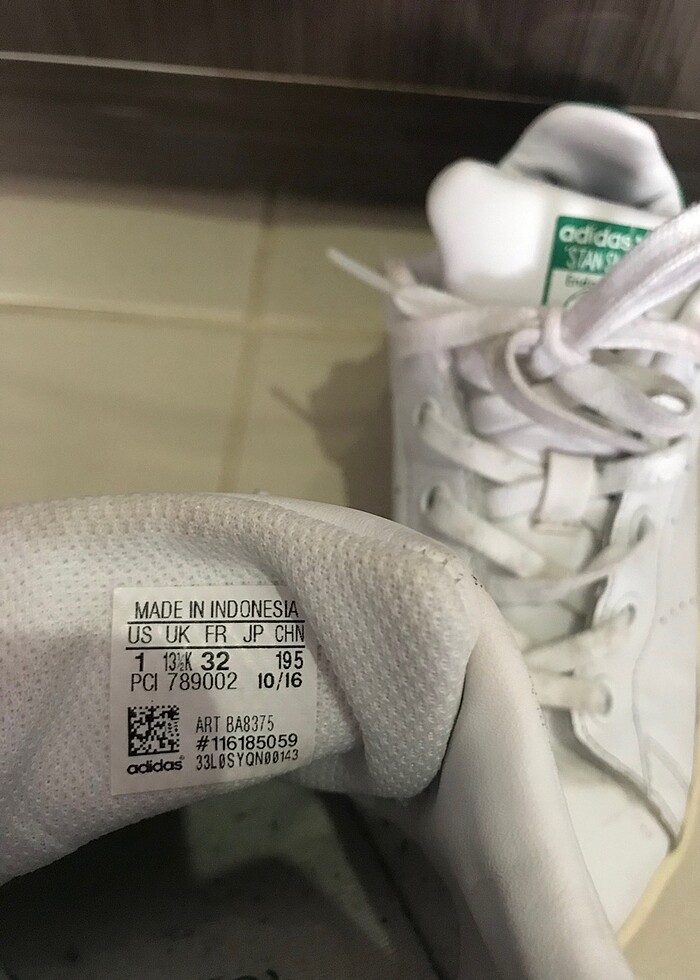 adidas
'STAN
MADE IN INDONESIA
US UK FR JP CHN
1 13½K 32 195
PCI 789002 10/16
ART BA8375
#116185059
33L0SYQN00143
adidas